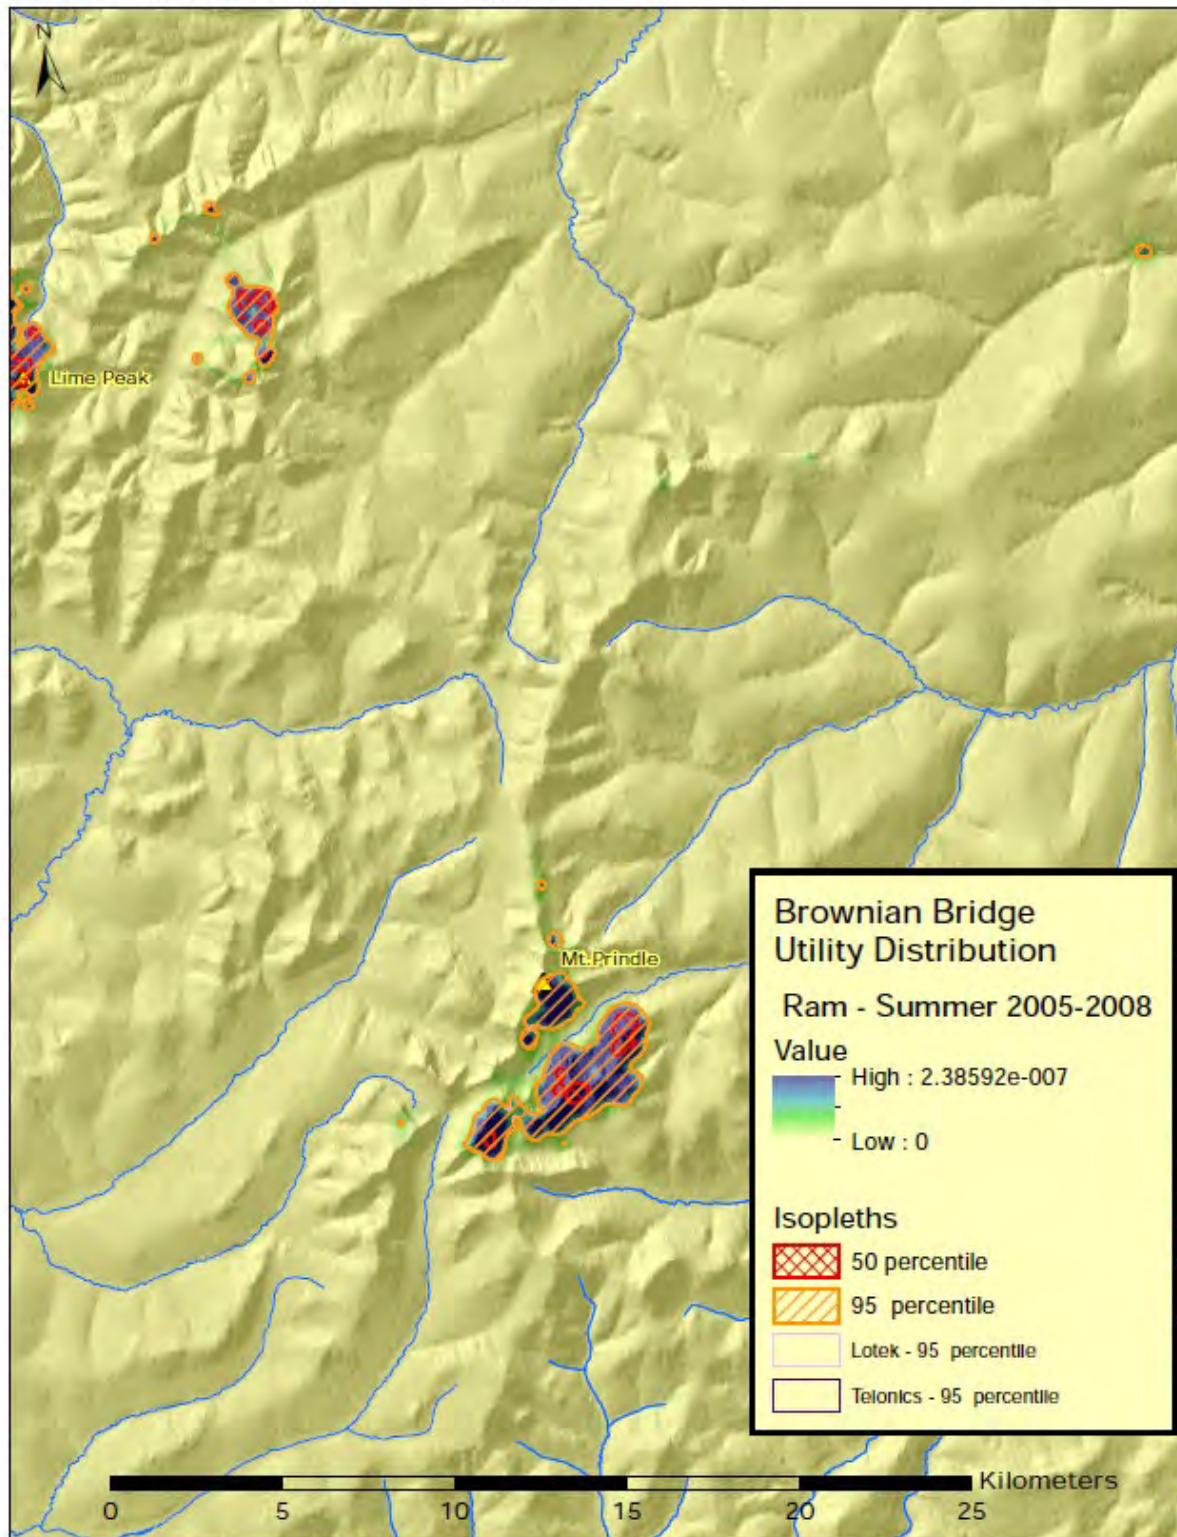 N
Lime Peak
Mt.Prindle
Brownian Bridge
Utility Distribution
Ram - Summer 2005-2008
Value
High : 2.38592e-007
Low : 0
Isopleths
50 percentile
95 percentile
Lotek - 95 percentile
Telonics - 95 percentile
Kilometers
0 5 10 15 20 25